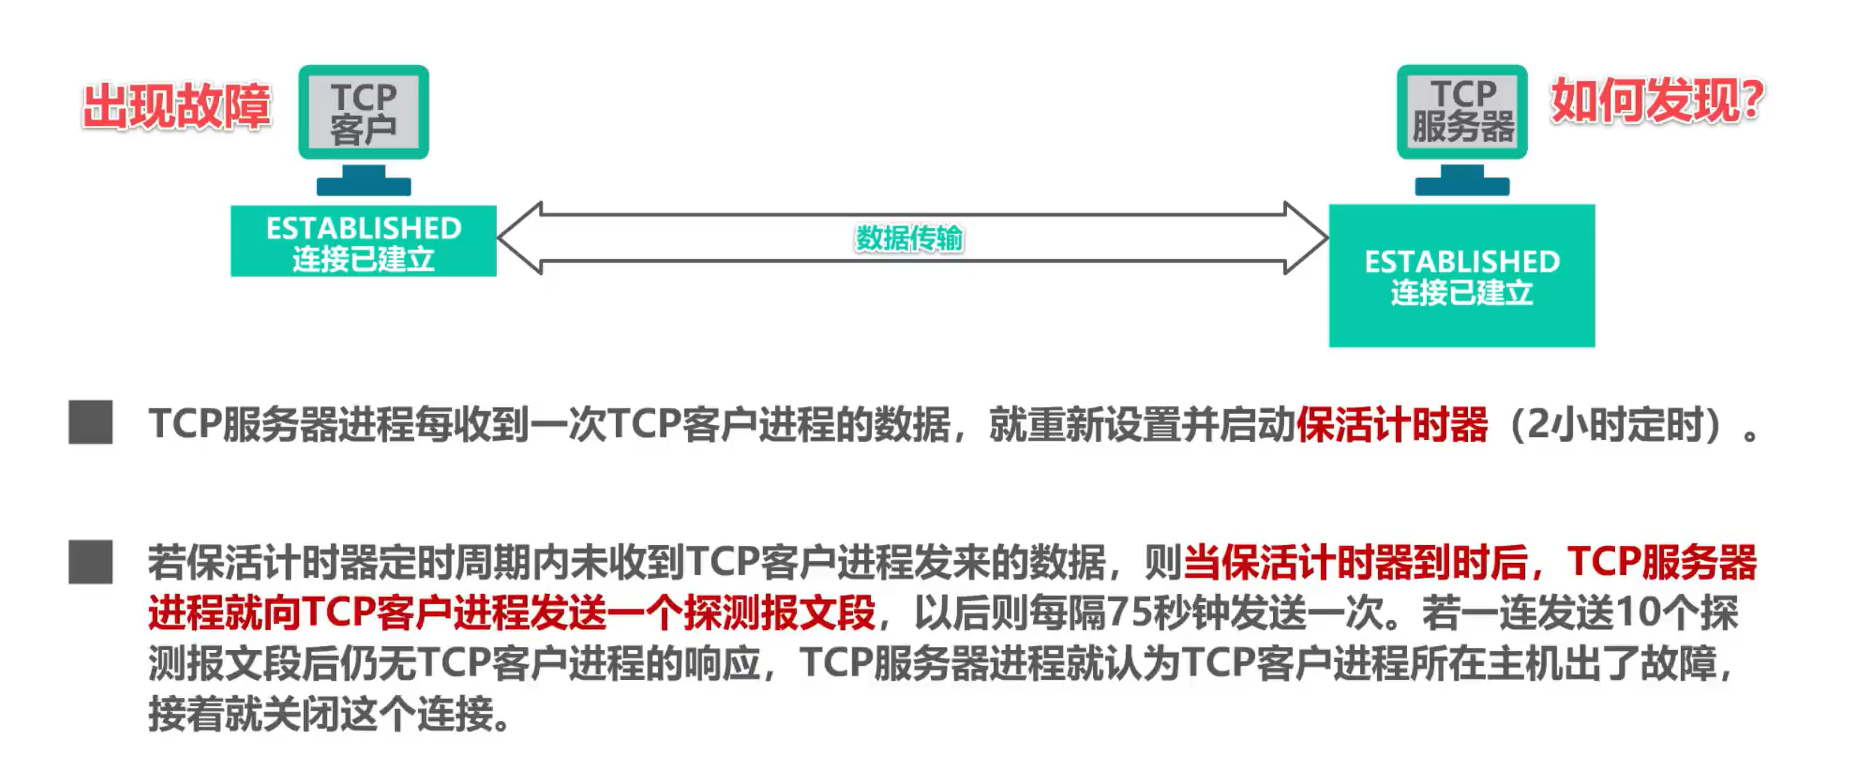 出现故障
TCP
客户
TCP
服务器
如何发现？
ESTABLISHED
连接已建立
数据传输
ESTABLISHED
连接已建立
TCP服务器进程每收到一次TCP客户进程的数据，就重新设置并启动保活计时器（2小时定时）。
若保活计时器定时周期内未收到TCP客户进程发来的数据，则当保活计时器到时后，TCP服务器
进程就向TCP客户进程发送一个探测报文段，以后则每隔75秒钟发送一次。若一连发送10个探
测报文段后仍无TCP客户进程的响应，TCP服务器进程就认为TCP客户进程所在主机出了故障，
接着就关闭这个连接。